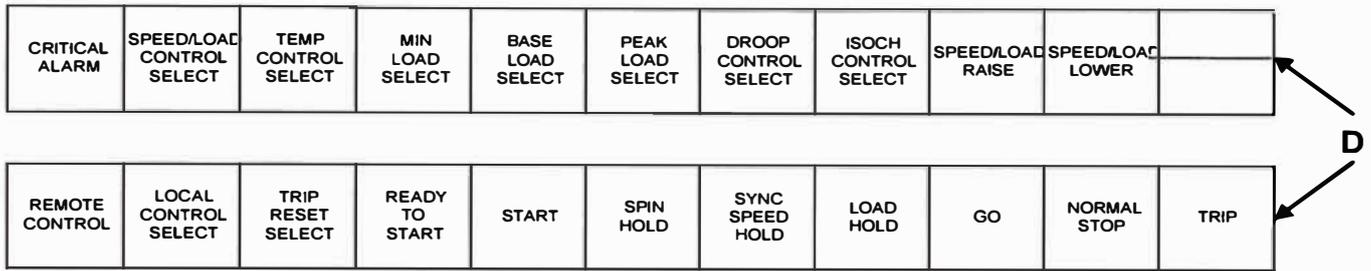 CRITICAL
ALARM
SPEED/LOAD
CONTROL
SELECT
TEMP
CONTROL
SELECT
MIN
LOAD
SELECT
BASE
LOAD
SELECT
PEAK
LOAD
SELECT
DROOP
CONTROL
SELECT
ISOCH
CONTROL
SELECT
SPEED/LOAD
RAISE
SPEED/LOAD
LOWER
D
REMOTE
CONTROL
LOCAL
CONTROL
SELECT
TRIP
RESET
SELECT
READY
TO
START
START
SPIN
HOLD
SYNC
SPEED
HOLD
LOAD
HOLD
GO
NORMAL
STOP
TRIP